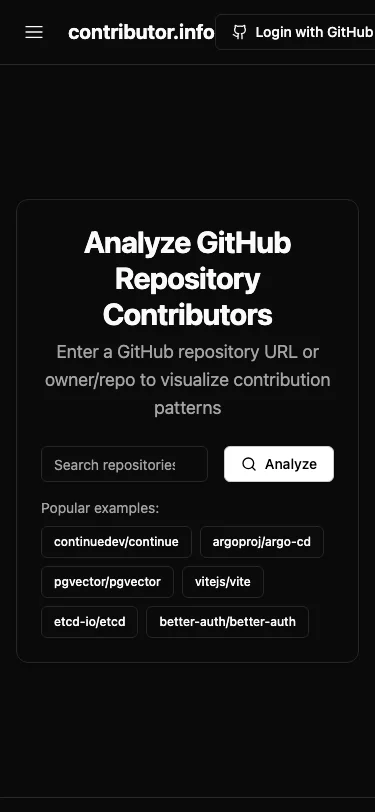 contributor.info
Login with GitHub
Analyze GitHub
Repository
Contributors
Enter a GitHub repository URL or
owner/repo to visualize contribution
patterns
Search repositories
Analyze
Popular examples:
continuedev/continue
argoproj/argo-cd
pgvector/pgvector
vitejs/vite
etcd-io/etcd
better-auth/better-auth